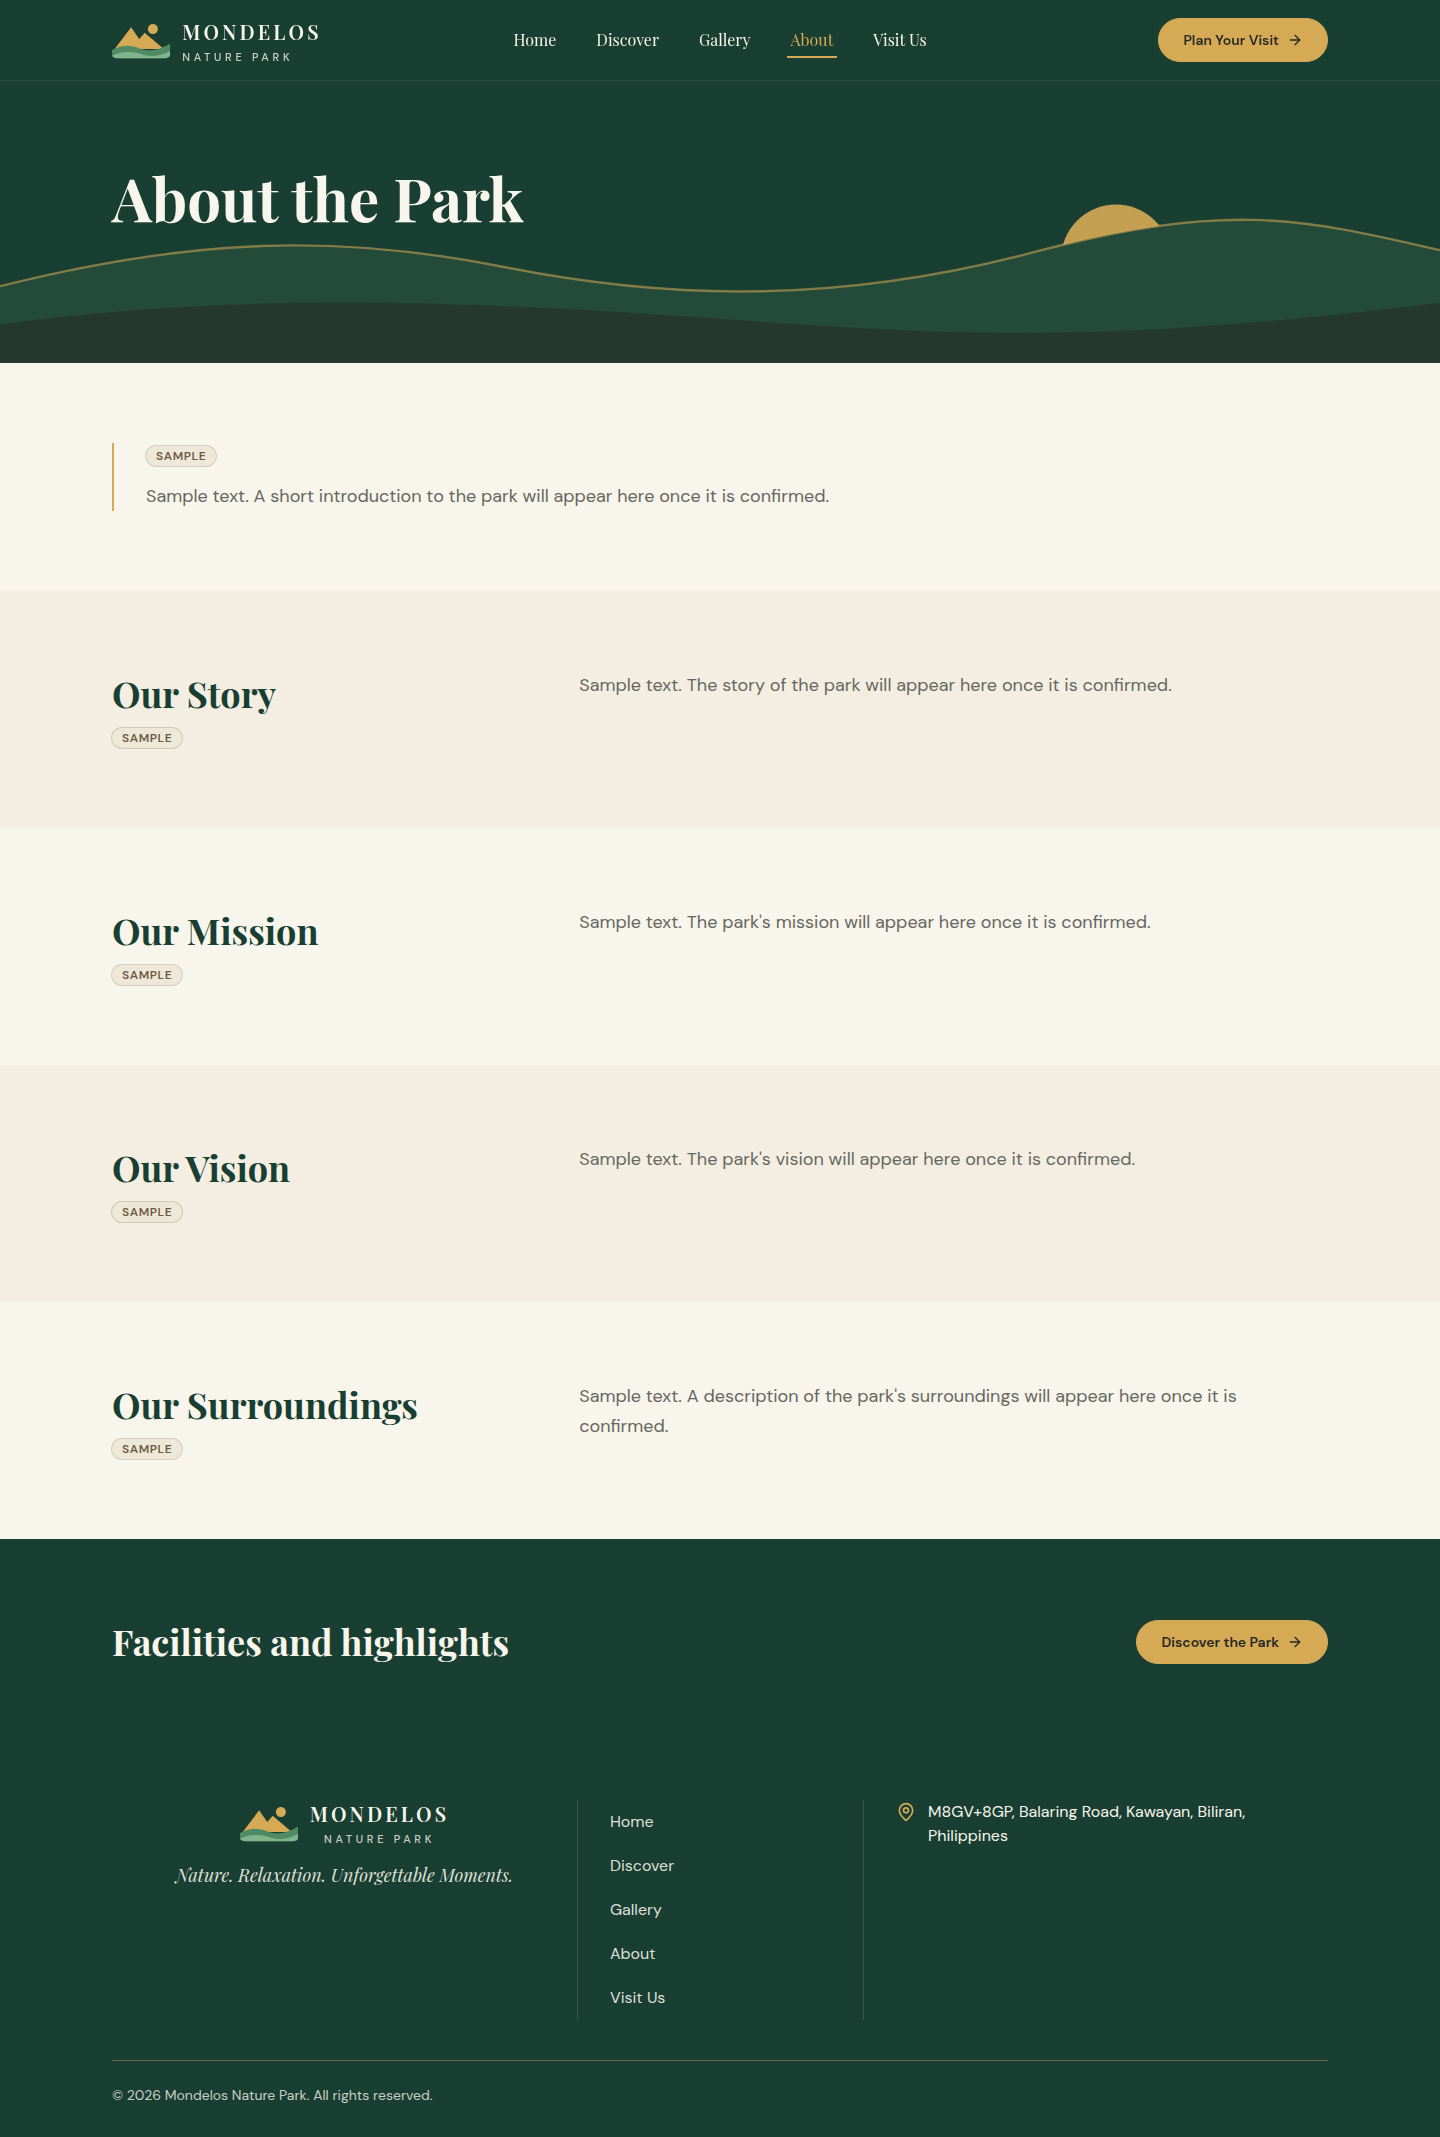 MONDELOS
NATURE PARK
Home
Discover
Gallery
About
Visit Us
Plan Your Visit
About the Park
SAMPLE
Sample text. A short introduction to the park will appear here once it is confirmed.
Our Story
SAMPLE
Sample text. The story of the park will appear here once it is confirmed.
Our Mission
SAMPLE
Sample text. The park's mission will appear here once it is confirmed.
Our Vision
SAMPLE
Sample text. The park's vision will appear here once it is confirmed.
Our Surroundings
SAMPLE
Sample text. A description of the park's surroundings will appear here once it is
confirmed.
Facilities and highlights
Discover the Park
MONDELOS
NATURE PARK
Nature. Relaxation. Unforgettable Moments.
Home
Discover
Gallery
About
Visit Us
M8GV+8GP, Balaring Road, Kawayan, Biliran,
Philippines
© 2026 Mondelos Nature Park. All rights reserved.